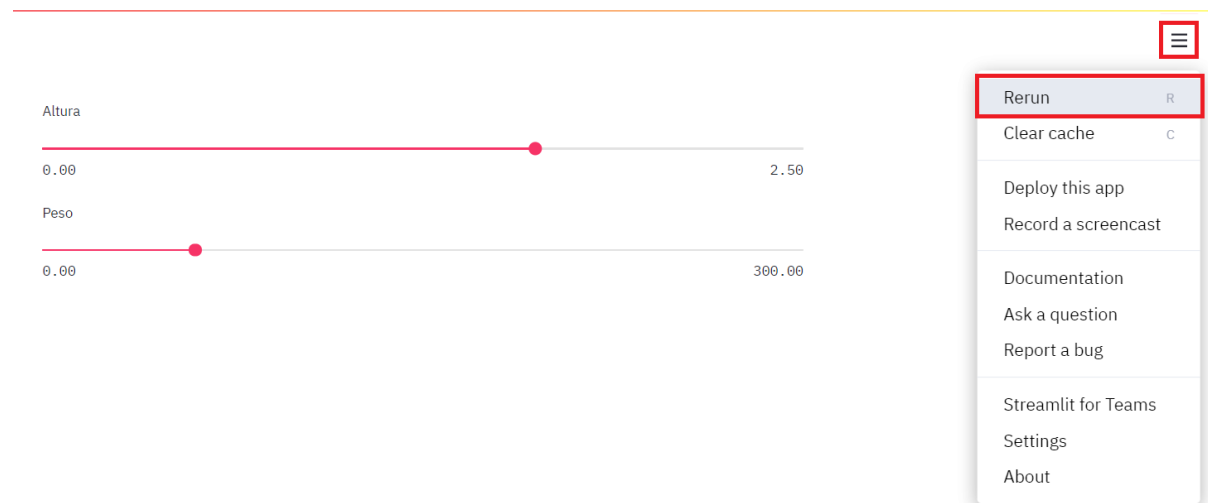 Altura
0.00 2.50
Peso
0.00 300.00
Rerun R
Clear cache C
Deploy this app
Record a screencast
Documentation
Ask a question
Report a bug
Streamlit for Teams
Settings
About